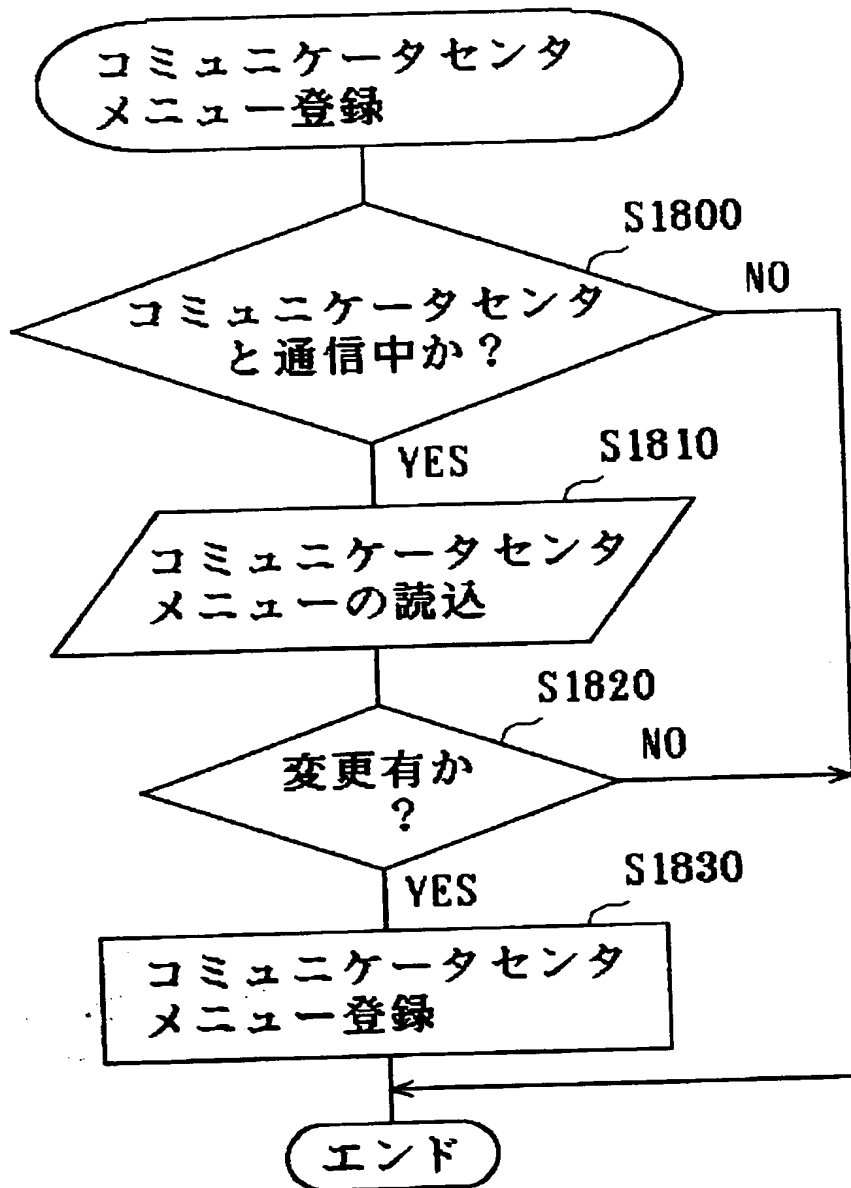 コミュニケータセンタ
メニュー登録
S1800
NO
コミュニケータセンタ
と通信中か？
YES
S1810
コミュニケータセンタ
メニューの読込
S1820
NO
変更有か
？
YES
S1830
コミュニケータセンタ
メニュー登録
エンド